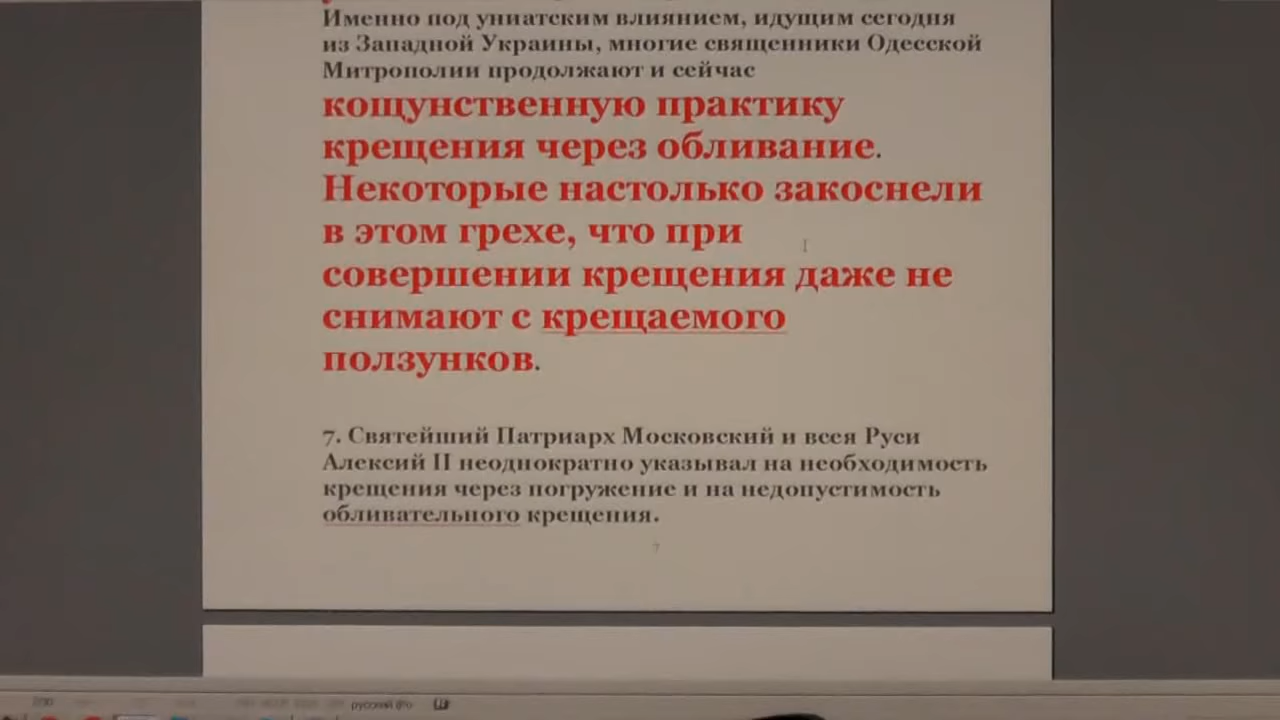 Именно под униатским влиянием, идущим сегодня
из Западной Украины, многие священники Одесской
Митрополии продолжают и сейчас
кощунственную практику
крещения через обливание.
Некоторые настолько закоснели
в этом грехе, что при
совершении крещения даже не
снимают с крещаемого
ползунков.
7. Святейший Патриарх Московский и всея Руси
Алексий II неоднократно указывал на необходимость
крещения через погружение и на недопустимость
обливательного крещения.
7
русский